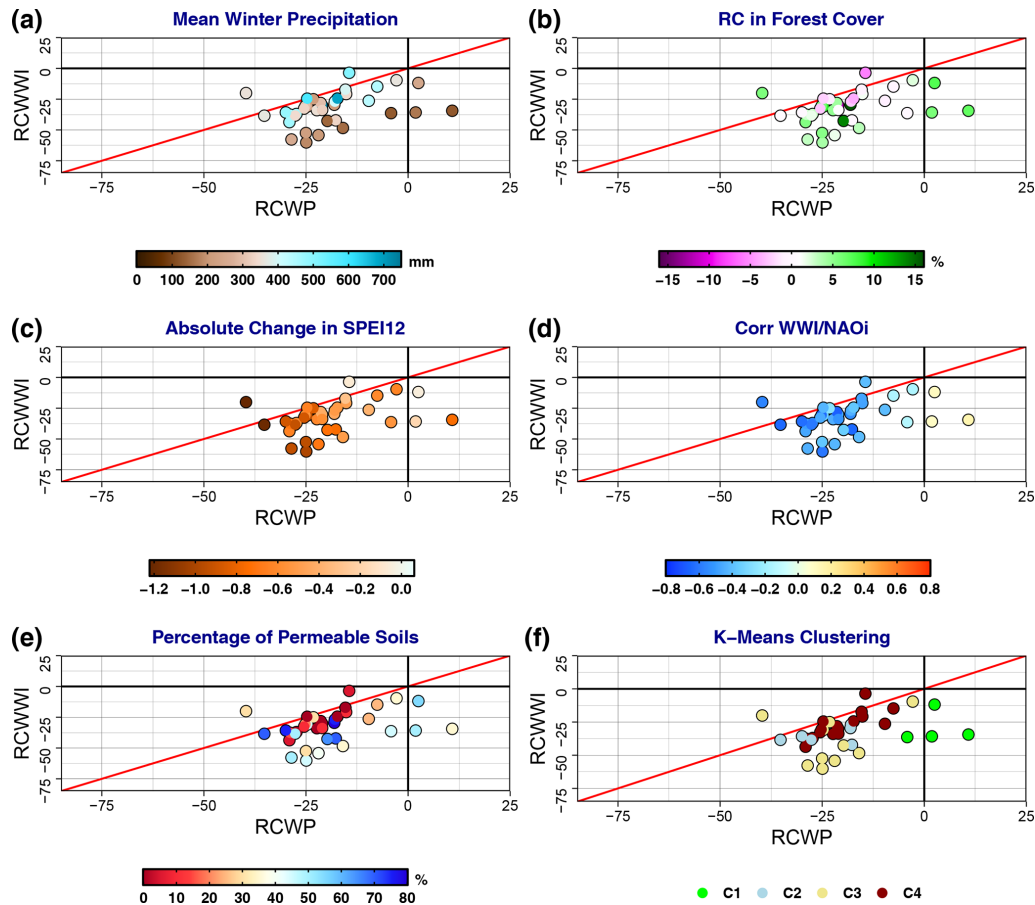 (a) Mean Winter Precipitation
25
0
−25
−50
−75
RCWWI
−75 −50 −25 0 25
RCWP
0 100 200 300 400 500 600 700 mm
(b) RC in Forest Cover
25
0
−25
−50
−75
RCWWI
−75 −50 −25 0 25
RCWP
−15 −10 −5 0 5 10 15 %
(c) Absolute Change in SPEI12
25
0
−25
−50
−75
RCWWI
−75 −50 −25 0 25
RCWP
−1.2 −1.0 −0.8 −0.6 −0.4 −0.2 0.0
(d) Corr WWI/NAOi
25
0
−25
−50
−75
RCWWI
−75 −50 −25 0 25
RCWP
−0.8 −0.6 −0.4 −0.2 0.0 0.2 0.4 0.6 0.8
(e) Percentage of Permeable Soils
25
0
−25
−50
−75
RCWWI
−75 −50 −25 0 25
RCWP
0 10 20 30 40 50 60 70 80 %
(f) K−Means Clustering
25
0
−25
−50
−75
RCWWI
−75 −50 −25 0 25
RCWP
C1 C2 C3 C4